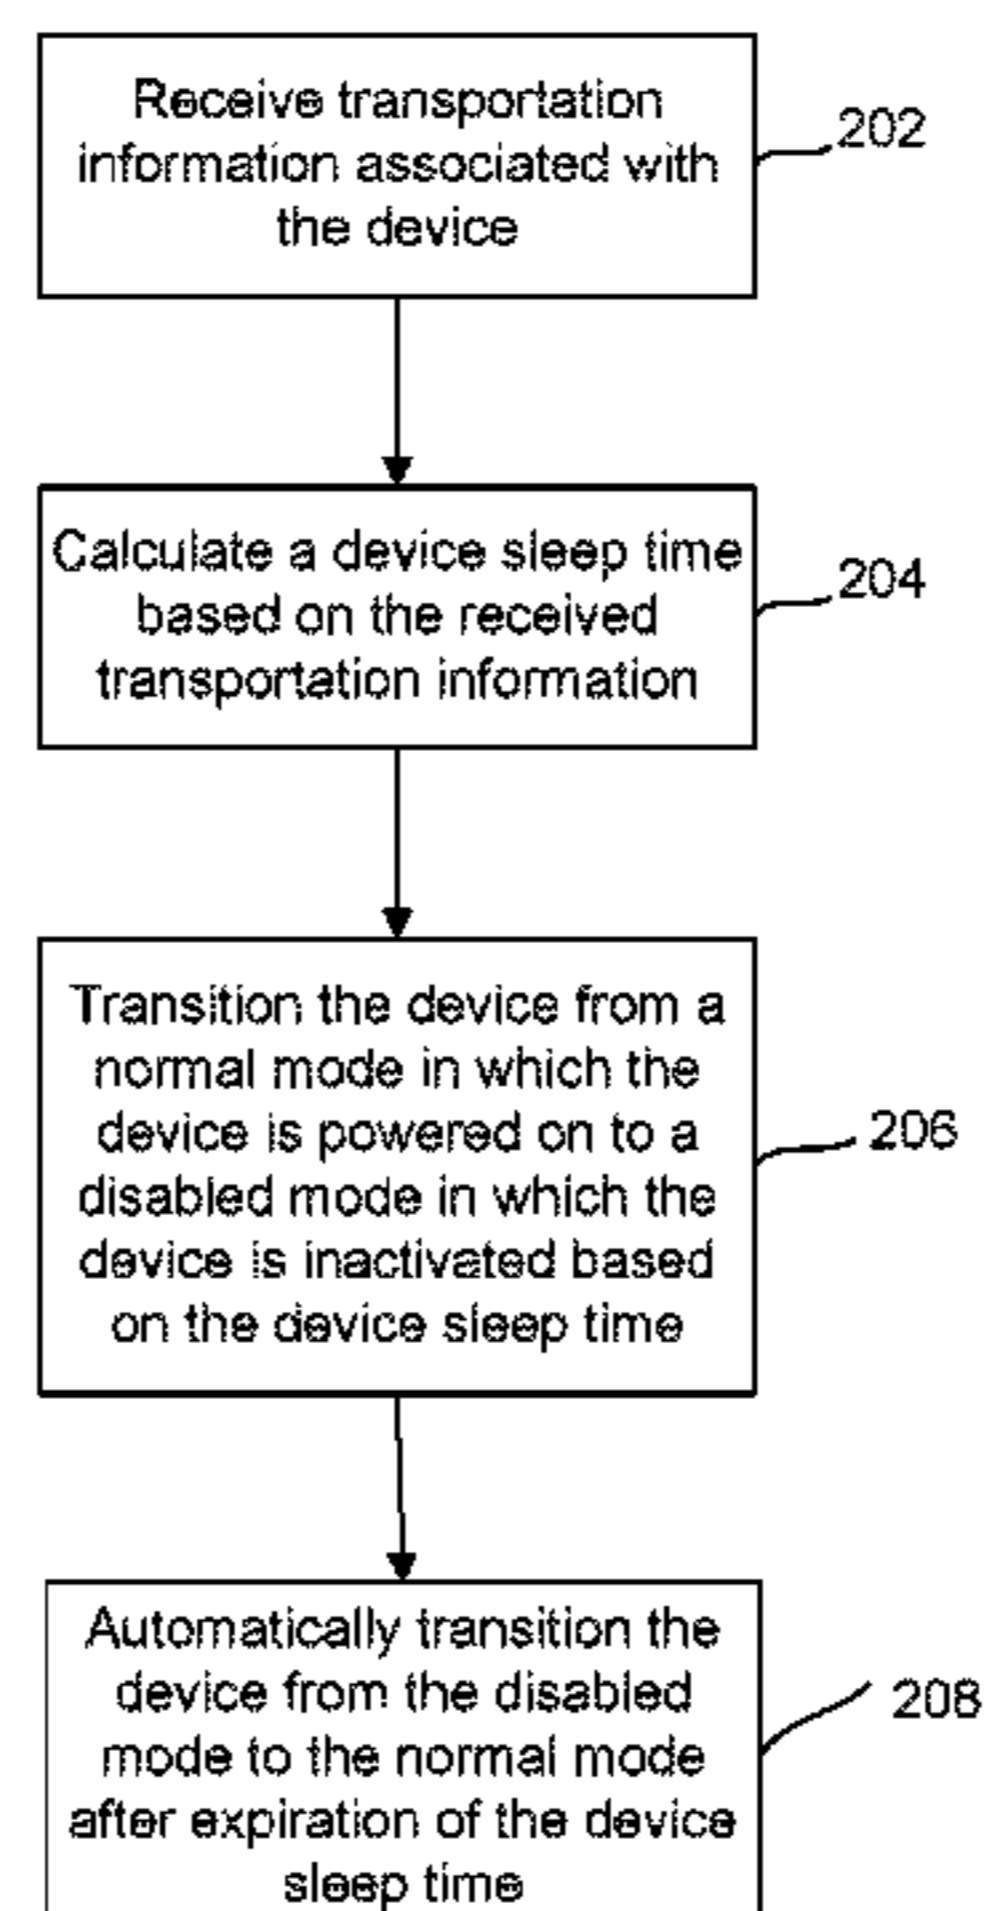 Receive transportation
information associated with
the device
202
Calculate a device sleep time
based on the received
transportation information
204
Transition the device from a
normal mode in which the
device is powered on to a
disabled mode in which the
device is inactivated based
on the device sleep time
206
Automatically transition the
device from the disabled
mode to the normal mode
after expiration of the device
sleep time
208